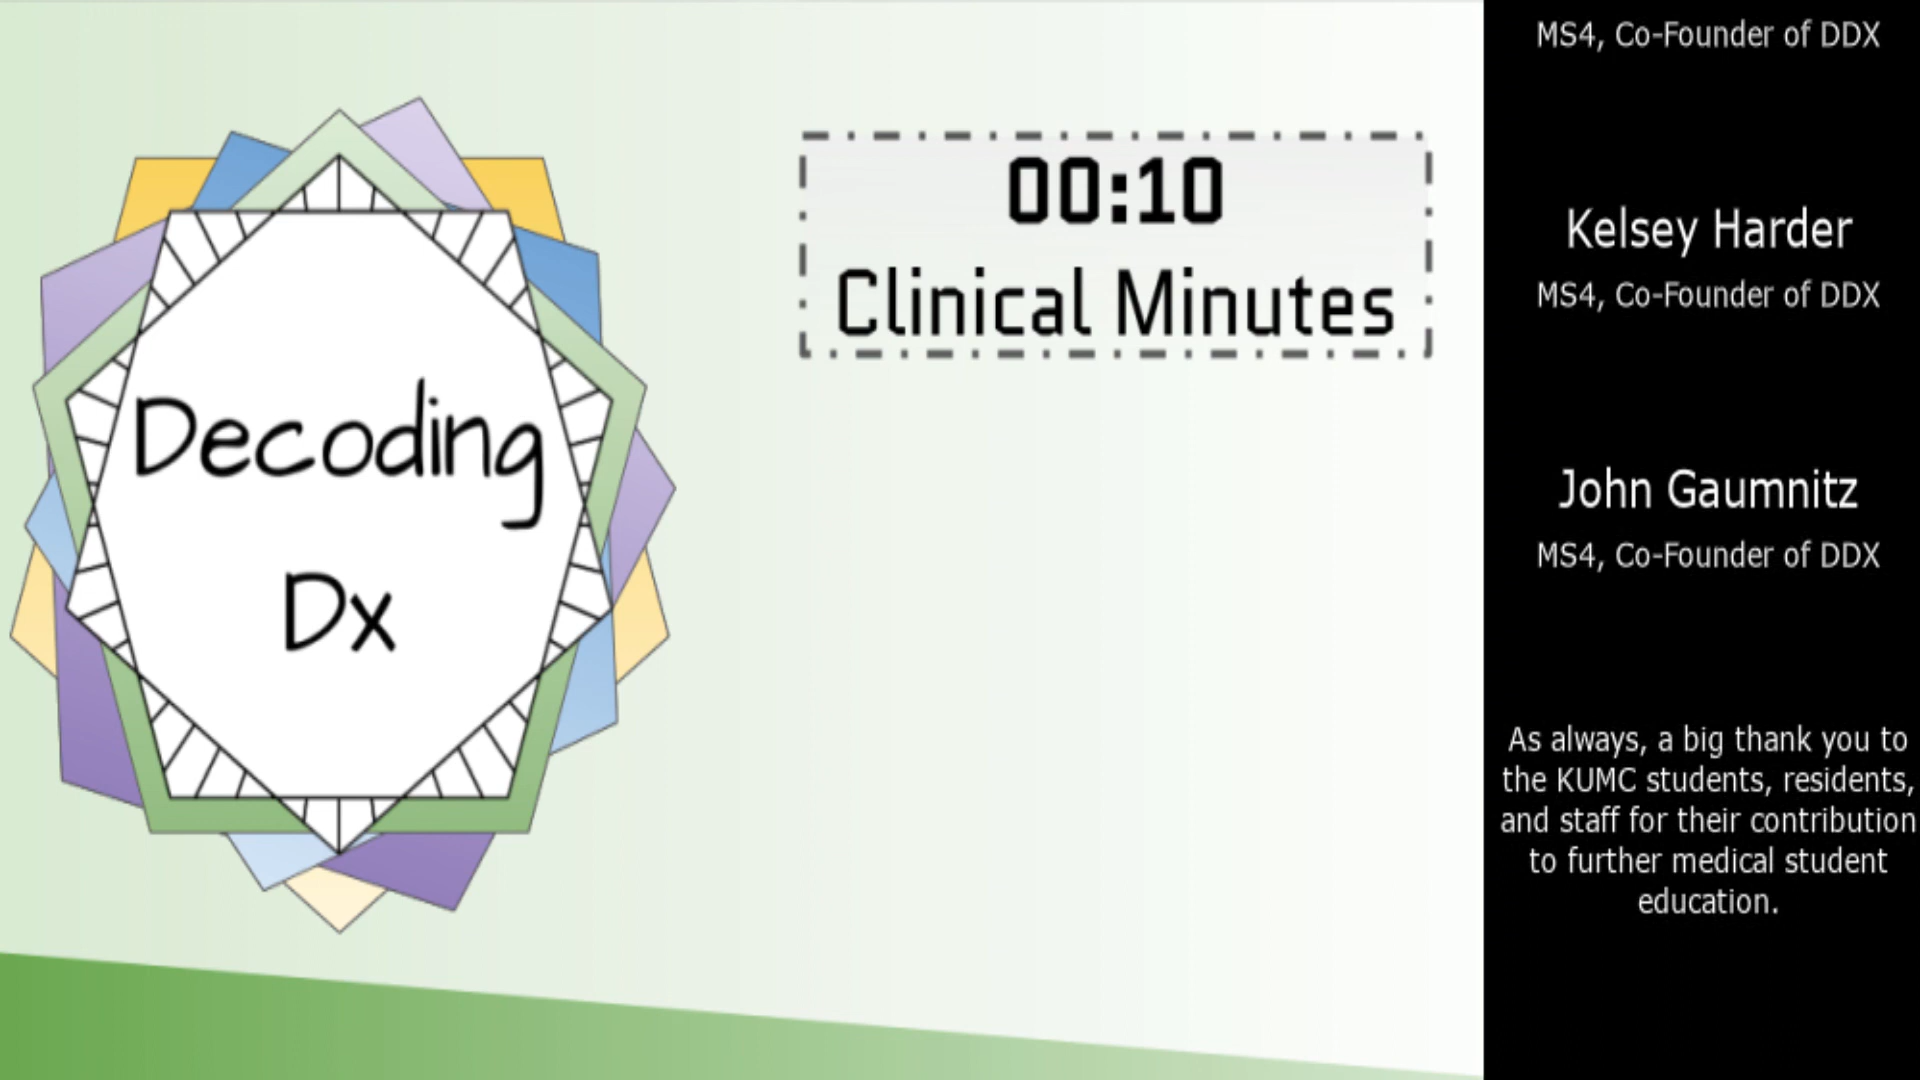 Decoding
Dx
00:10
Clinical Minutes
MS4, Co-Founder of DDX
Kelsey Harder
MS4, Co-Founder of DDX
John Gaumnitz
MS4, Co-Founder of DDX
As always, a big thank you to
the KUMC students, residents,
and staff for their contribution
to further medical student
education.